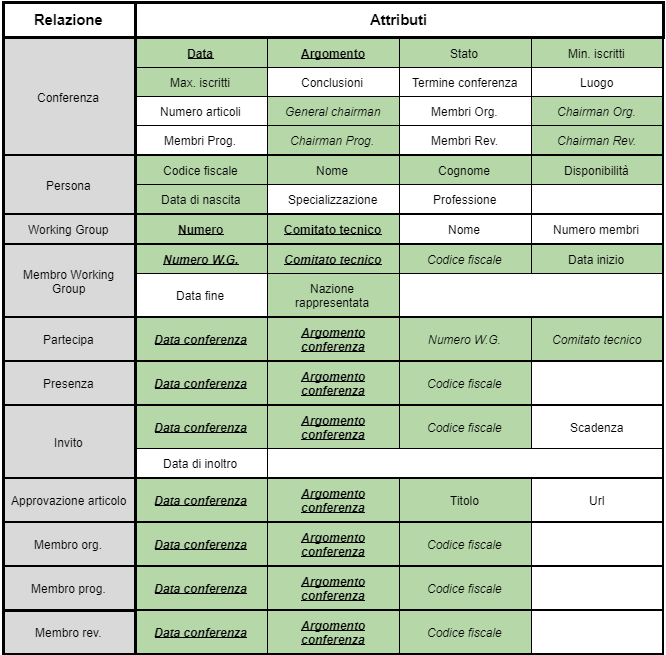 Relazione Attributi
Conferenza
Data Argomento Stato Min. iscritti
Max. iscritti Conclusioni Termine conferenza Luogo
Numero articoli General chairman Membri Org. Chairman Org.
Membri Prog. Chairman Prog. Membri Rev. Chairman Rev.
Persona
Codice fiscale Nome Cognome Disponibilità
Data di nascita Specializzazione Professione
Working Group Numero Comitato tecnico Nome Numero membri
Membro Working
Group
Numero W.G. Comitato tecnico Codice fiscale Data inizio
Data fine Nazione
rappresentata
Partecipa Data conferenza Argomento
conferenza Numero W.G. Comitato tecnico
Presenza Data conferenza Argomento
conferenza Codice fiscale
Invito
Data conferenza Argomento
conferenza Codice fiscale Scadenza
Data di inoltro
Approvazione articolo Data conferenza Argomento
conferenza Titolo Url
Membro org. Data conferenza Argomento
conferenza Codice fiscale
Membro prog. Data conferenza Argomento
conferenza Codice fiscale
Membro rev. Data conferenza Argomento
conferenza Codice fiscale